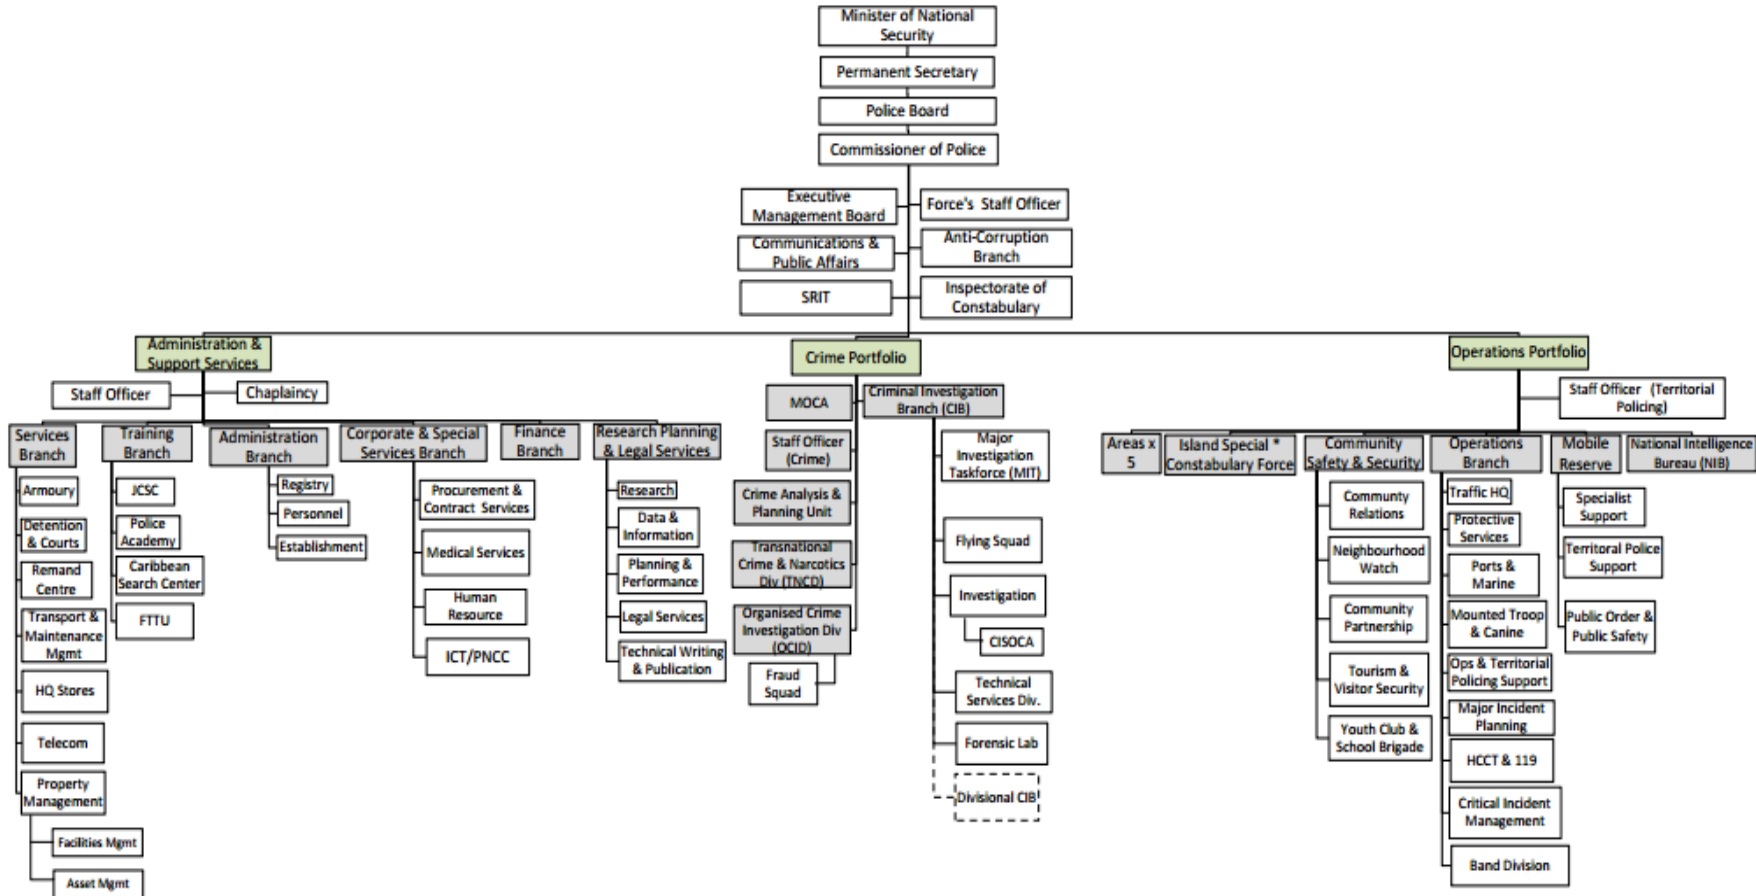 Minister of National
Security
Permanent Secretary
Police Board
Commissioner of Police
Executive
Management Board
Force's Staff Officer
Communications &
Public Affairs
Anti-Corruption
Branch
SRIT
Inspectorate of
Constabulary
Administration &
Support Services
Crime Portfolio
Operations Portfolio
Staff Officer
Chaplaincy
Services
Branch
Armoury
Detention
& Courts
Remand
Centre
Transport &
Maintenance
Mgmt
HQ Stores
Telecom
Property
Management
Facilities Mgmt
Asset Mgmt
Training
Branch
JCSC
Police
Academy
Caribbean
Search Center
FTTU
Administration
Branch
Registry
Personnel
Establishment
Corporate & Special
Services Branch
Procurement &
Contract Services
Medical Services
Human
Resource
ICT/PNCC
Finance
Branch
Research Planning
& Legal Services
Research
Data &
Information
Planning &
Performance
Legal Services
Technical Writing
& Publication
MOCA
Staff Officer
(Crime)
Crime Analysis &
Planning Unit
Transnational
Crime & Narcotics
Div (TNCD)
Organised Crime
Investigation Div
(OCID)
Fraud
Squad
Criminal Investigation
Branch (CIB)
Major
Investigation
Taskforce (MIT)
Flying Squad
Investigation
CISOCA
Technical
Services Div.
Forensic Lab
Divisional CIB
Staff Officer (Territorial
Policing)
Areas x
5
Island Special *
Constabulary Force
Community
Safety & Security
Communty
Relations
Neighbourhood
Watch
Community
Partnership
Tourism &
Visitor Security
Youth Club &
School Brigade
Operations
Branch
Traffic HQ
Protective
Services
Ports &
Marine
Mounted Troop
& Canine
Ops & Territorial
Policing Support
Major Incident
Planning
HCCT & 119
Critical Incident
Management
Band Division
Mobile
Reserve
Specialist
Support
Territoral Police
Support
Public Order &
Public Safety
National Intelligence
Bureau (NIB)